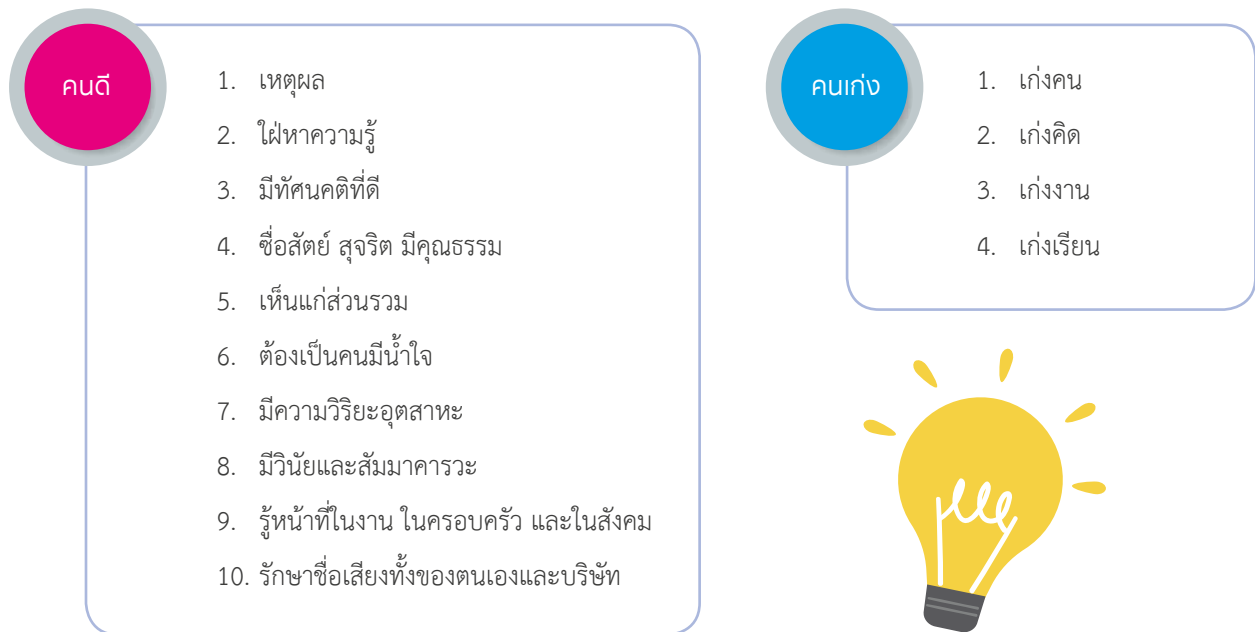 คนดี
1. เหตุผล
2. ใฝ่หาความรู้
3. มีทัศนคติที่ดี
4. ซื่อสัตย์ สุจริต มีคุณธรรม
5. เห็นแก่ส่วนรวม
6. ต้องเป็นคนมีน้ำใจ
7. มีความวิริยะอุตสาหะ
8. มีวินัยและสัมมาคารวะ
9. รู้หน้าที่ในงาน ในครอบครัว และในสังคม
10. รักษาชื่อเสียงทั้งของตนเองและบริษัท
คนเก่ง
1. เก่งคน
2. เก่งคิด
3. เก่งงาน
4. เก่งเรียน